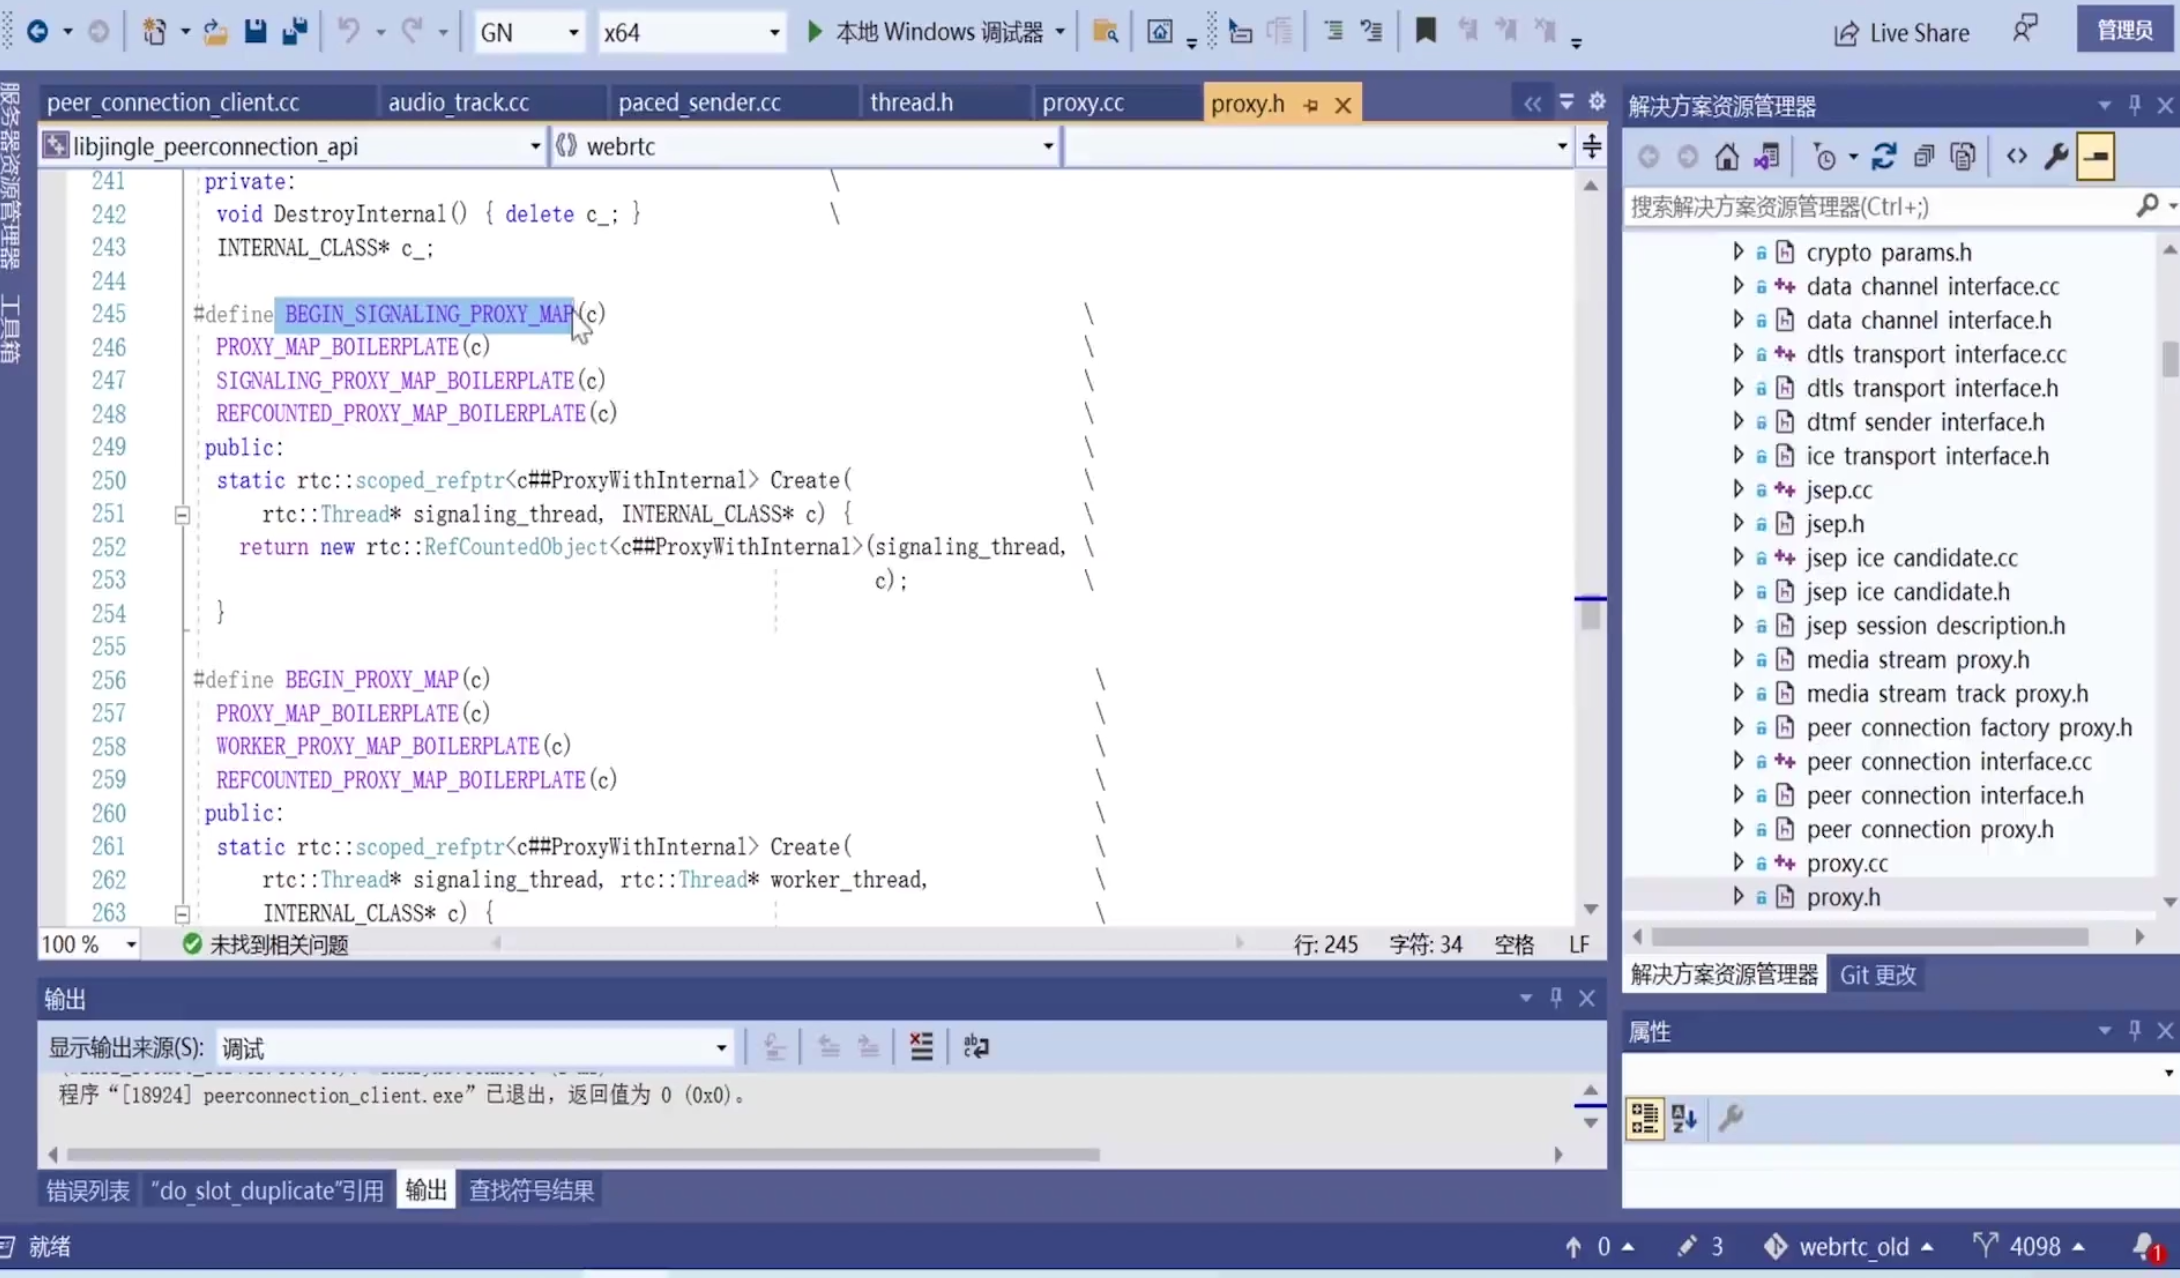 GN x64 本地 Windows 调试器 Live Share 管理员
服务器资源管理器
工具箱
peer_connection_client.cc audio_track.cc paced_sender.cc thread.h proxy.cc proxy.h
libjingle_peerconnection_api webrtc
241 private: \
242 void DestroyInternal() { delete c_; } \
243 INTERNAL_CLASS* c_;
244
245 #define BEGIN_SIGNALING_PROXY_MAP(c) \
246 PROXY_MAP_BOILERPLATE(c) \
247 SIGNALING_PROXY_MAP_BOILERPLATE(c) \
248 REFCOUNTED_PROXY_MAP_BOILERPLATE(c) \
249 public: \
250 static rtc::scoped_refptr<c##ProxyWithInternal> Create( \
251 rtc::Thread* signaling_thread, INTERNAL_CLASS* c) { \
252 return new rtc::RefCountedObject<c##ProxyWithInternal>(signaling_thread, \
253 c); \
254 }
255
256 #define BEGIN_PROXY_MAP(c) \
257 PROXY_MAP_BOILERPLATE(c) \
258 WORKER_PROXY_MAP_BOILERPLATE(c) \
259 REFCOUNTED_PROXY_MAP_BOILERPLATE(c) \
260 public: \
261 static rtc::scoped_refptr<c##ProxyWithInternal> Create( \
262 rtc::Thread* signaling_thread, rtc::Thread* worker_thread, \
263 INTERNAL_CLASS* c) { \
100 % 未找到相关问题 行: 245 字符: 34 空格 LF
输出
显示输出来源(S): 调试
程序“[18924] peerconnection_client.exe”已退出，返回值为 0 (0x0)。
错误列表 "do_slot_duplicate"引用 输出 查找符号结果
解决方案资源管理器
搜索解决方案资源管理器(Ctrl+;)
crypto params.h
data channel interface.cc
data channel interface.h
dtls transport interface.cc
dtls transport interface.h
dtmf sender interface.h
ice transport interface.h
jsep.cc
jsep.h
jsep ice candidate.cc
jsep ice candidate.h
jsep session description.h
media stream proxy.h
media stream track proxy.h
peer connection factory proxy.h
peer connection interface.cc
peer connection interface.h
peer connection proxy.h
proxy.cc
proxy.h
解决方案资源管理器 Git 更改
属性
就绪 0 3 webrtc_old 4098 1